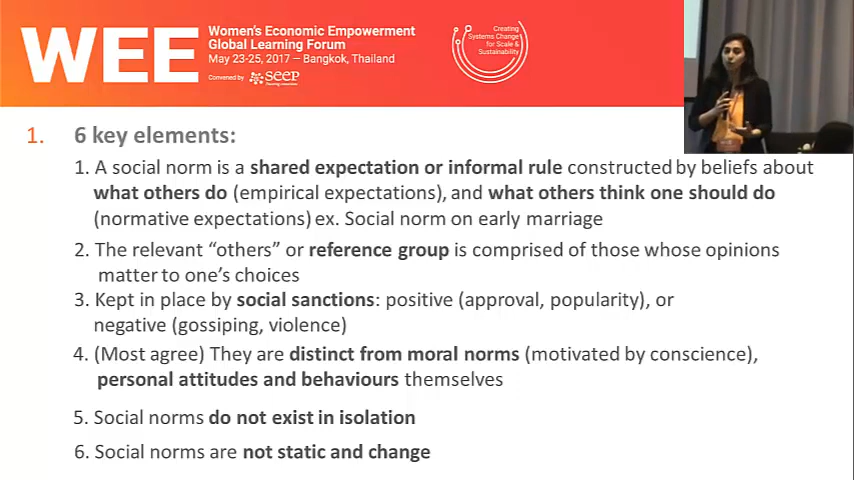 WEE
Women's Economic Empowerment
Global Learning Forum
May 23-25, 2017 – Bangkok, Thailand
Convened by SEEP
Creating
Systems Change
for Scale &
Sustainability
1. 6 key elements:
1. A social norm is a shared expectation or informal rule constructed by beliefs about
what others do (empirical expectations), and what others think one should do
(normative expectations) ex. Social norm on early marriage
2. The relevant “others” or reference group is comprised of those whose opinions
matter to one’s choices
3. Kept in place by social sanctions: positive (approval, popularity), or
negative (gossiping, violence)
4. (Most agree) They are distinct from moral norms (motivated by conscience),
personal attitudes and behaviours themselves
5. Social norms do not exist in isolation
6. Social norms are not static and change